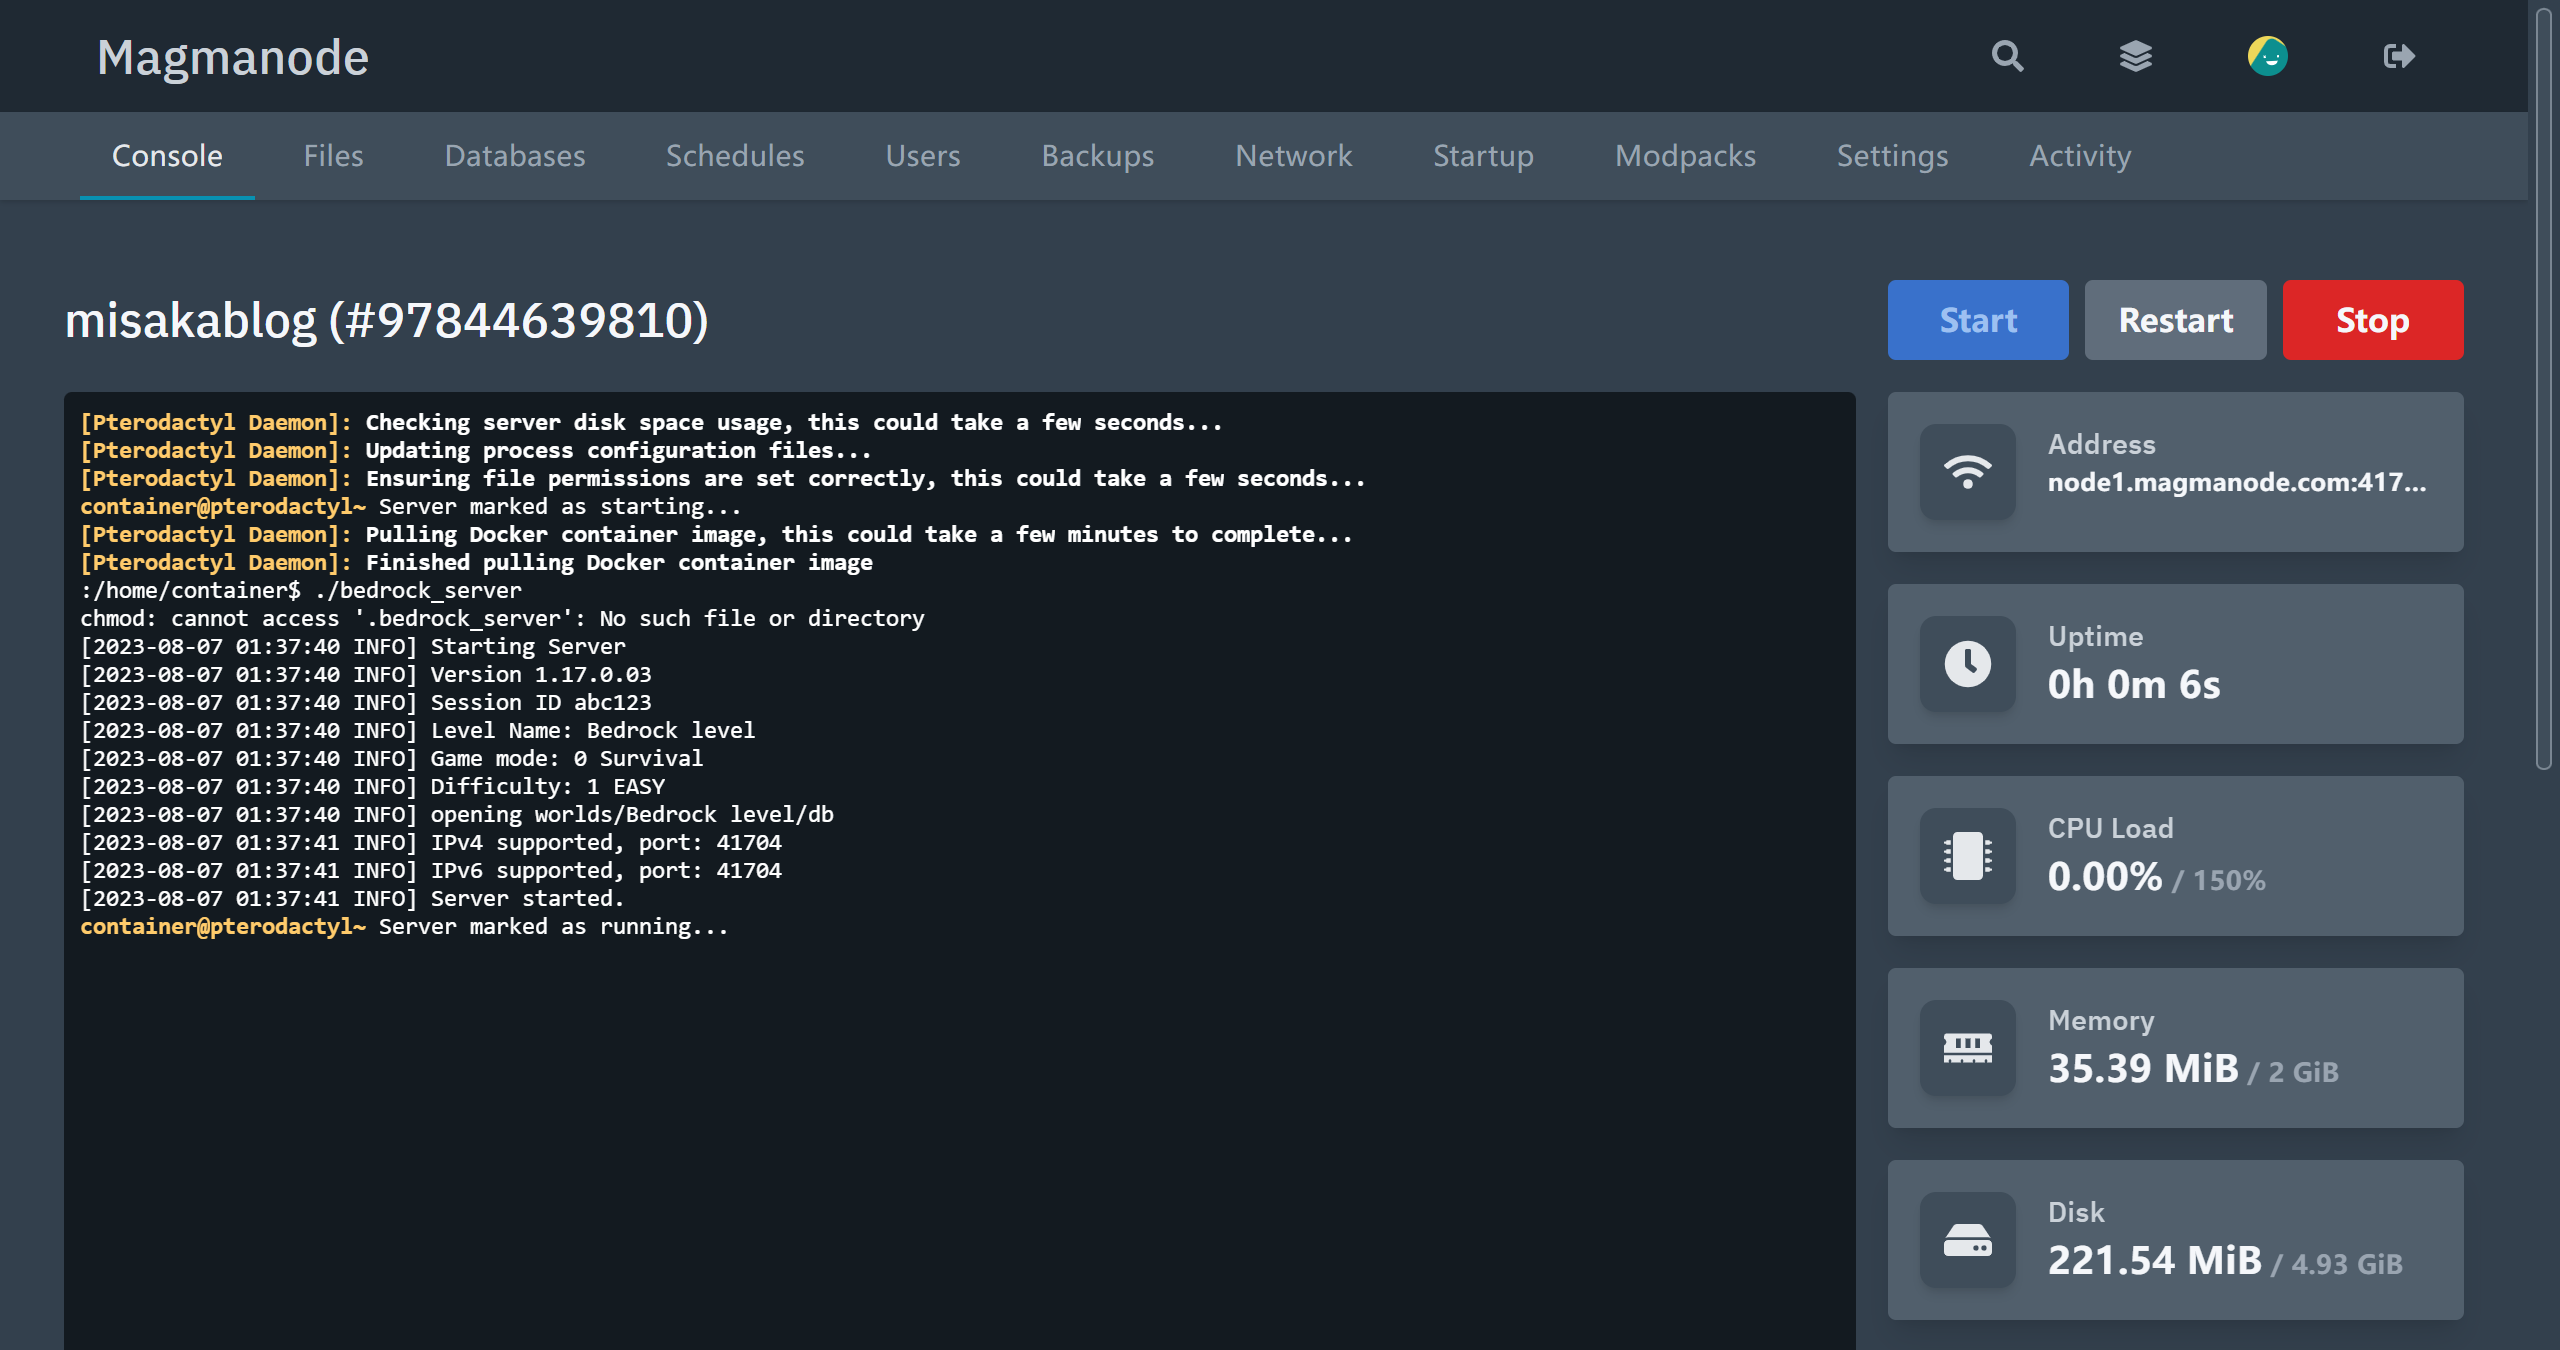 Magmanode
Console Files Databases Schedules Users Backups Network Startup Modpacks Settings Activity
misakablog (#97844639810)
Start Restart Stop
[Pterodactyl Daemon]: Checking server disk space usage, this could take a few seconds...
[Pterodactyl Daemon]: Updating process configuration files...
[Pterodactyl Daemon]: Ensuring file permissions are set correctly, this could take a few seconds...
container@pterodactyl~ Server marked as starting...
[Pterodactyl Daemon]: Pulling Docker container image, this could take a few minutes to complete...
[Pterodactyl Daemon]: Finished pulling Docker container image
:/home/container$ ./bedrock_server
chmod: cannot access '.bedrock_server': No such file or directory
[2023-08-07 01:37:40 INFO] Starting Server
[2023-08-07 01:37:40 INFO] Version 1.17.0.03
[2023-08-07 01:37:40 INFO] Session ID abc123
[2023-08-07 01:37:40 INFO] Level Name: Bedrock level
[2023-08-07 01:37:40 INFO] Game mode: 0 Survival
[2023-08-07 01:37:40 INFO] Difficulty: 1 EASY
[2023-08-07 01:37:40 INFO] opening worlds/Bedrock level/db
[2023-08-07 01:37:41 INFO] IPv4 supported, port: 41704
[2023-08-07 01:37:41 INFO] IPv6 supported, port: 41704
[2023-08-07 01:37:41 INFO] Server started.
container@pterodactyl~ Server marked as running...
Address
node1.magmanode.com:417...
Uptime
0h 0m 6s
CPU Load
0.00% / 150%
Memory
35.39 MiB / 2 GiB
Disk
221.54 MiB / 4.93 GiB